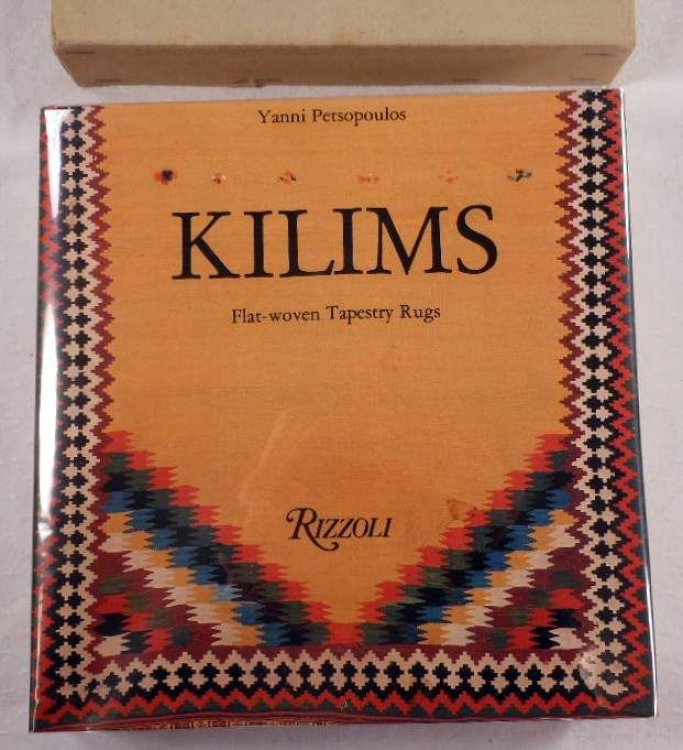 Yanni Petsopoulos
KILIMS
Flat-woven Tapestry Rugs
RIZZOLI